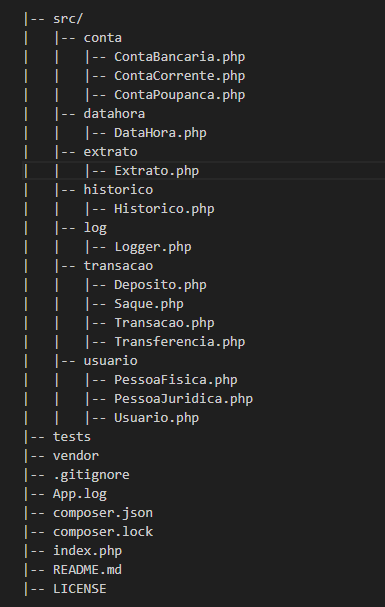 |-- src/
|   |-- conta
|   |   |-- ContaBancaria.php
|   |   |-- ContaCorrente.php
|   |   |-- ContaPoupanca.php
|   |-- datahora
|   |   |-- DataHora.php
|   |-- extrato
|   |   |-- Extrato.php
|   |-- historico
|   |   |-- Historico.php
|   |-- log
|   |   |-- Logger.php
|   |-- transacao
|   |   |-- Deposito.php
|   |   |-- Saque.php
|   |   |-- Transacao.php
|   |   |-- Transferencia.php
|   |-- usuario
|   |   |-- PessoaFisica.php
|   |   |-- PessoaJuridica.php
|   |   |-- Usuario.php
|-- tests
|-- vendor
|-- .gitignore
|-- App.log
|-- composer.json
|-- composer.lock
|-- index.php
|-- README.md
|-- LICENSE